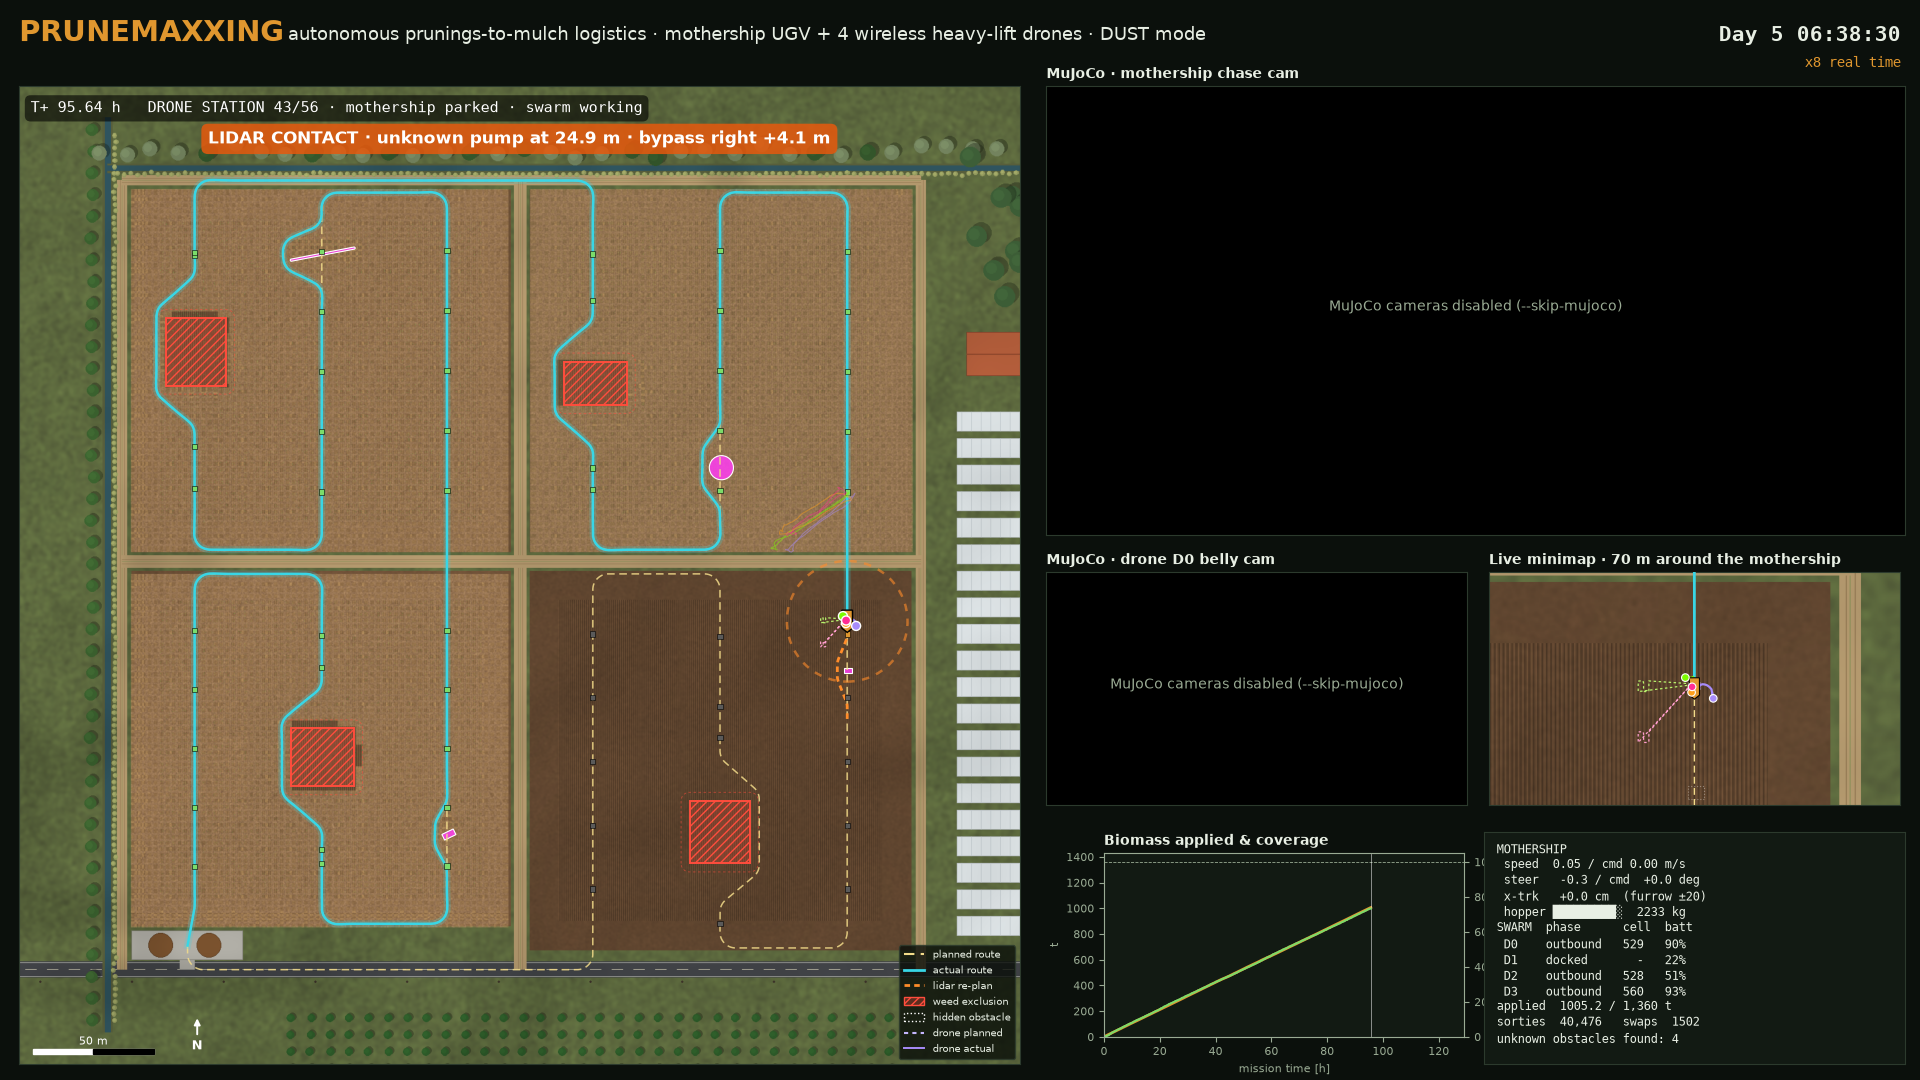 PRUNEMAXXING autonomous prunings-to-mulch logistics · mothership UGV + 4 wireless heavy-lift drones · DUST mode
Day 5 06:38:30
x8 real time
T+ 95.64 h DRONE STATION 43/56 · mothership parked · swarm working
LIDAR CONTACT · unknown pump at 24.9 m · bypass right +4.1 m
50 m
N
planned route
actual route
lidar re-plan
weed exclusion
hidden obstacle
drone planned
drone actual
MuJoCo · mothership chase cam
MuJoCo cameras disabled (--skip-mujoco)
MuJoCo · drone D0 belly cam
MuJoCo cameras disabled (--skip-mujoco)
Live minimap · 70 m around the mothership
Biomass applied & coverage
1400
1200
1000
800
600
400
200
0
t
0 20 40 60 80 100 120
mission time [h]
MOTHERSHIP
speed 0.05 / cmd 0.00 m/s
steer -0.3 / cmd +0.0 deg
x-trk +0.0 cm (furrow ±20)
hopper 2233 kg
SWARM phase cell batt
D0 outbound 529 90%
D1 docked - 22%
D2 outbound 528 51%
D3 outbound 560 93%
applied 1005.2 / 1,360 t
sorties 40,476 swaps 1502
unknown obstacles found: 4